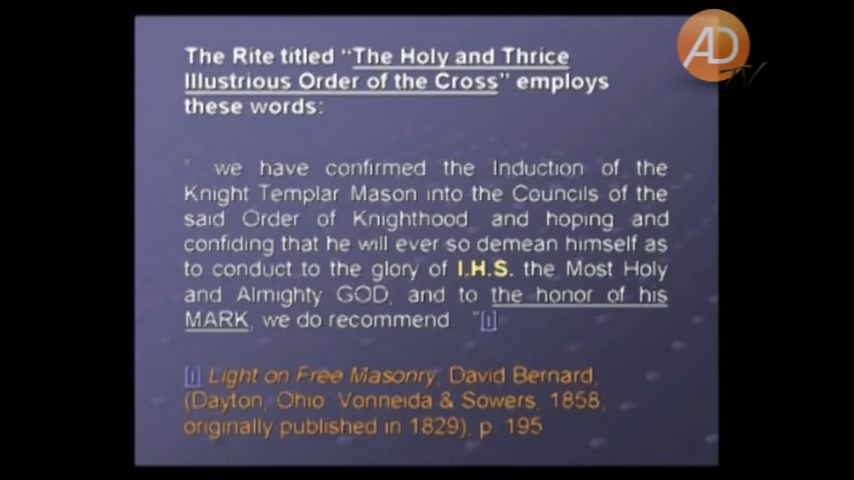 AD
TV
The Rite titled “The Holy and Thrice
Illustrious Order of the Cross” employs
these words:
“ we have confirmed the Induction of the
Knight Templar Mason into the Councils of the
said Order of Knighthood and hoping and
confiding that he will ever so demean himself as
to conduct to the glory of I.H.S. the Most Holy
and Almighty GOD, and to the honor of his
MARK, we do recommend ”[i]
[i] Light on Free Masonry, David Bernard,
(Dayton, Ohio Vonneida & Sowers, 1858,
originally published in 1829), p 195